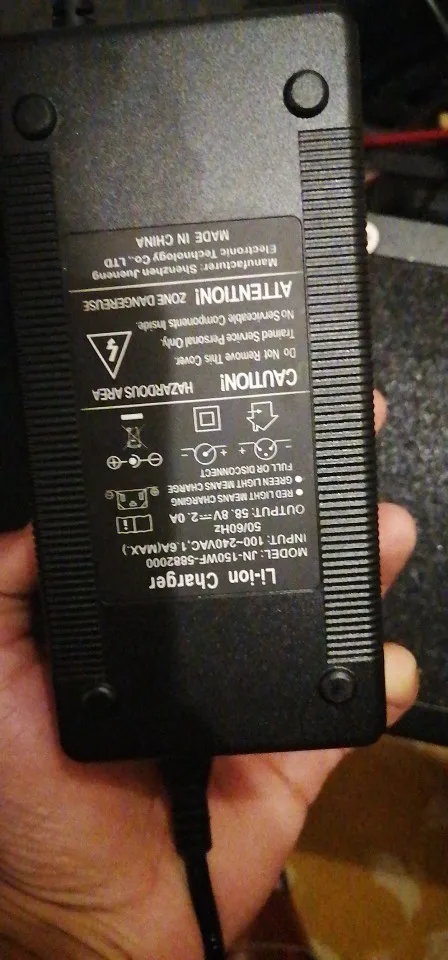 Li-ion Charger
MODEL: JN-150WF-5882000
INPUT: 100~240VAC,1.6A(MAX.)
50/60Hz
OUTPUT: 58.8V⎓2.0A
● RED LIGHT MEANS CHARGING
● GREEN LIGHT MEANS CHARGE
FULL OR DISCONNECT
CAUTION! HAZARDOUS AREA
Do Not Remove This Cover.
Trained Service Personal Only.
No Serviceable Components Inside.
ATTENTION! ZONE DANGEREUSE
Manufacturer: Shenzhen Jueneng
Electronic Technology Co., LTD
MADE IN CHINA